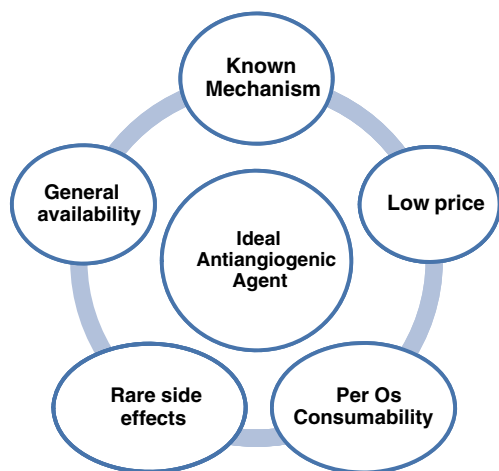 Known
Mechanism
General
availability
Low price
Ideal
Antiangiogenic
Agent
Rare side
effects
Per Os
Consumability